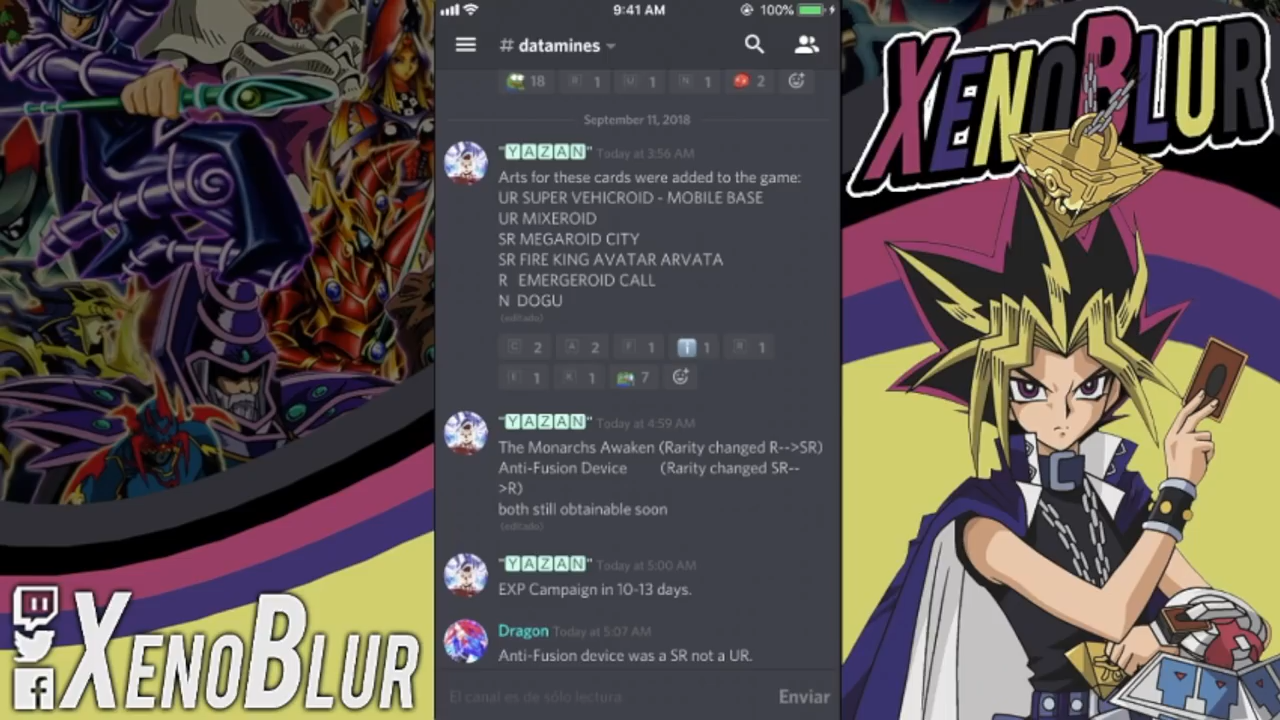 9:41 AM
100%
# datamines
18 B 1 U 1 N 1 2
September 11, 2018
"YAZAN" Today at 3:56 AM
Arts for these cards were added to the game:
UR SUPER VEHICROID - MOBILE BASE
UR MIXEROID
SR MEGAROID CITY
SR FIRE KING AVATAR ARVATA
R EMERGEROID CALL
N DOGU
(editado)
C 2 A 2 F 1 1 R 1
E 1 K 1 7
"YAZAN" Today at 4:59 AM
The Monarchs Awaken (Rarity changed R-->SR)
Anti-Fusion Device (Rarity changed SR--
>R)
both still obtainable soon
(editado)
"YAZAN" Today at 5:00 AM
EXP Campaign in 10-13 days.
Dragon Today at 5:07 AM
Anti-Fusion device was a SR not a UR.
El canal es de sólo lectura
Enviar
XENOBLUR
XENOBLUR